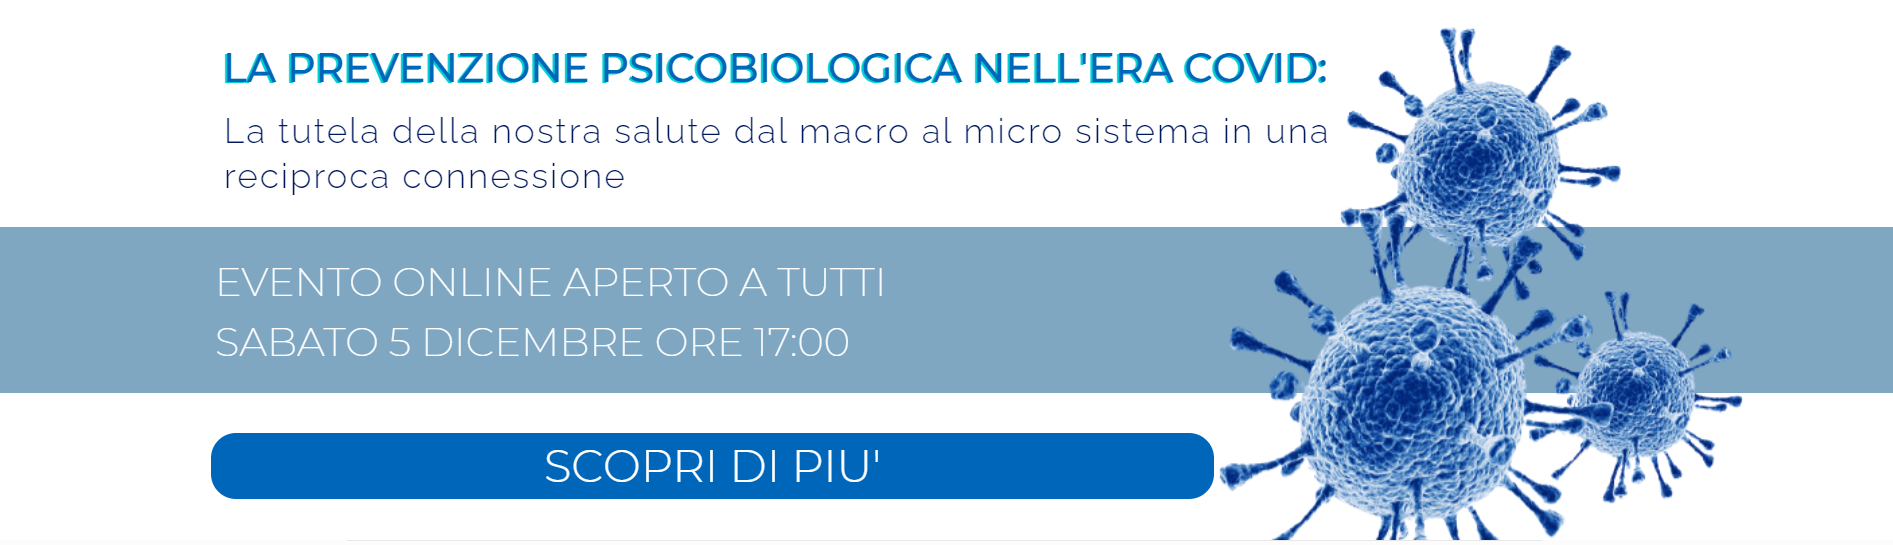 LA PREVENZIONE PSICOBIOLOGICA NELL'ERA COVID:
La tutela della nostra salute dal macro al micro sistema in una
reciproca connessione
EVENTO ONLINE APERTO A TUTTI
SABATO 5 DICEMBRE ORE 17:00
SCOPRI DI PIU'